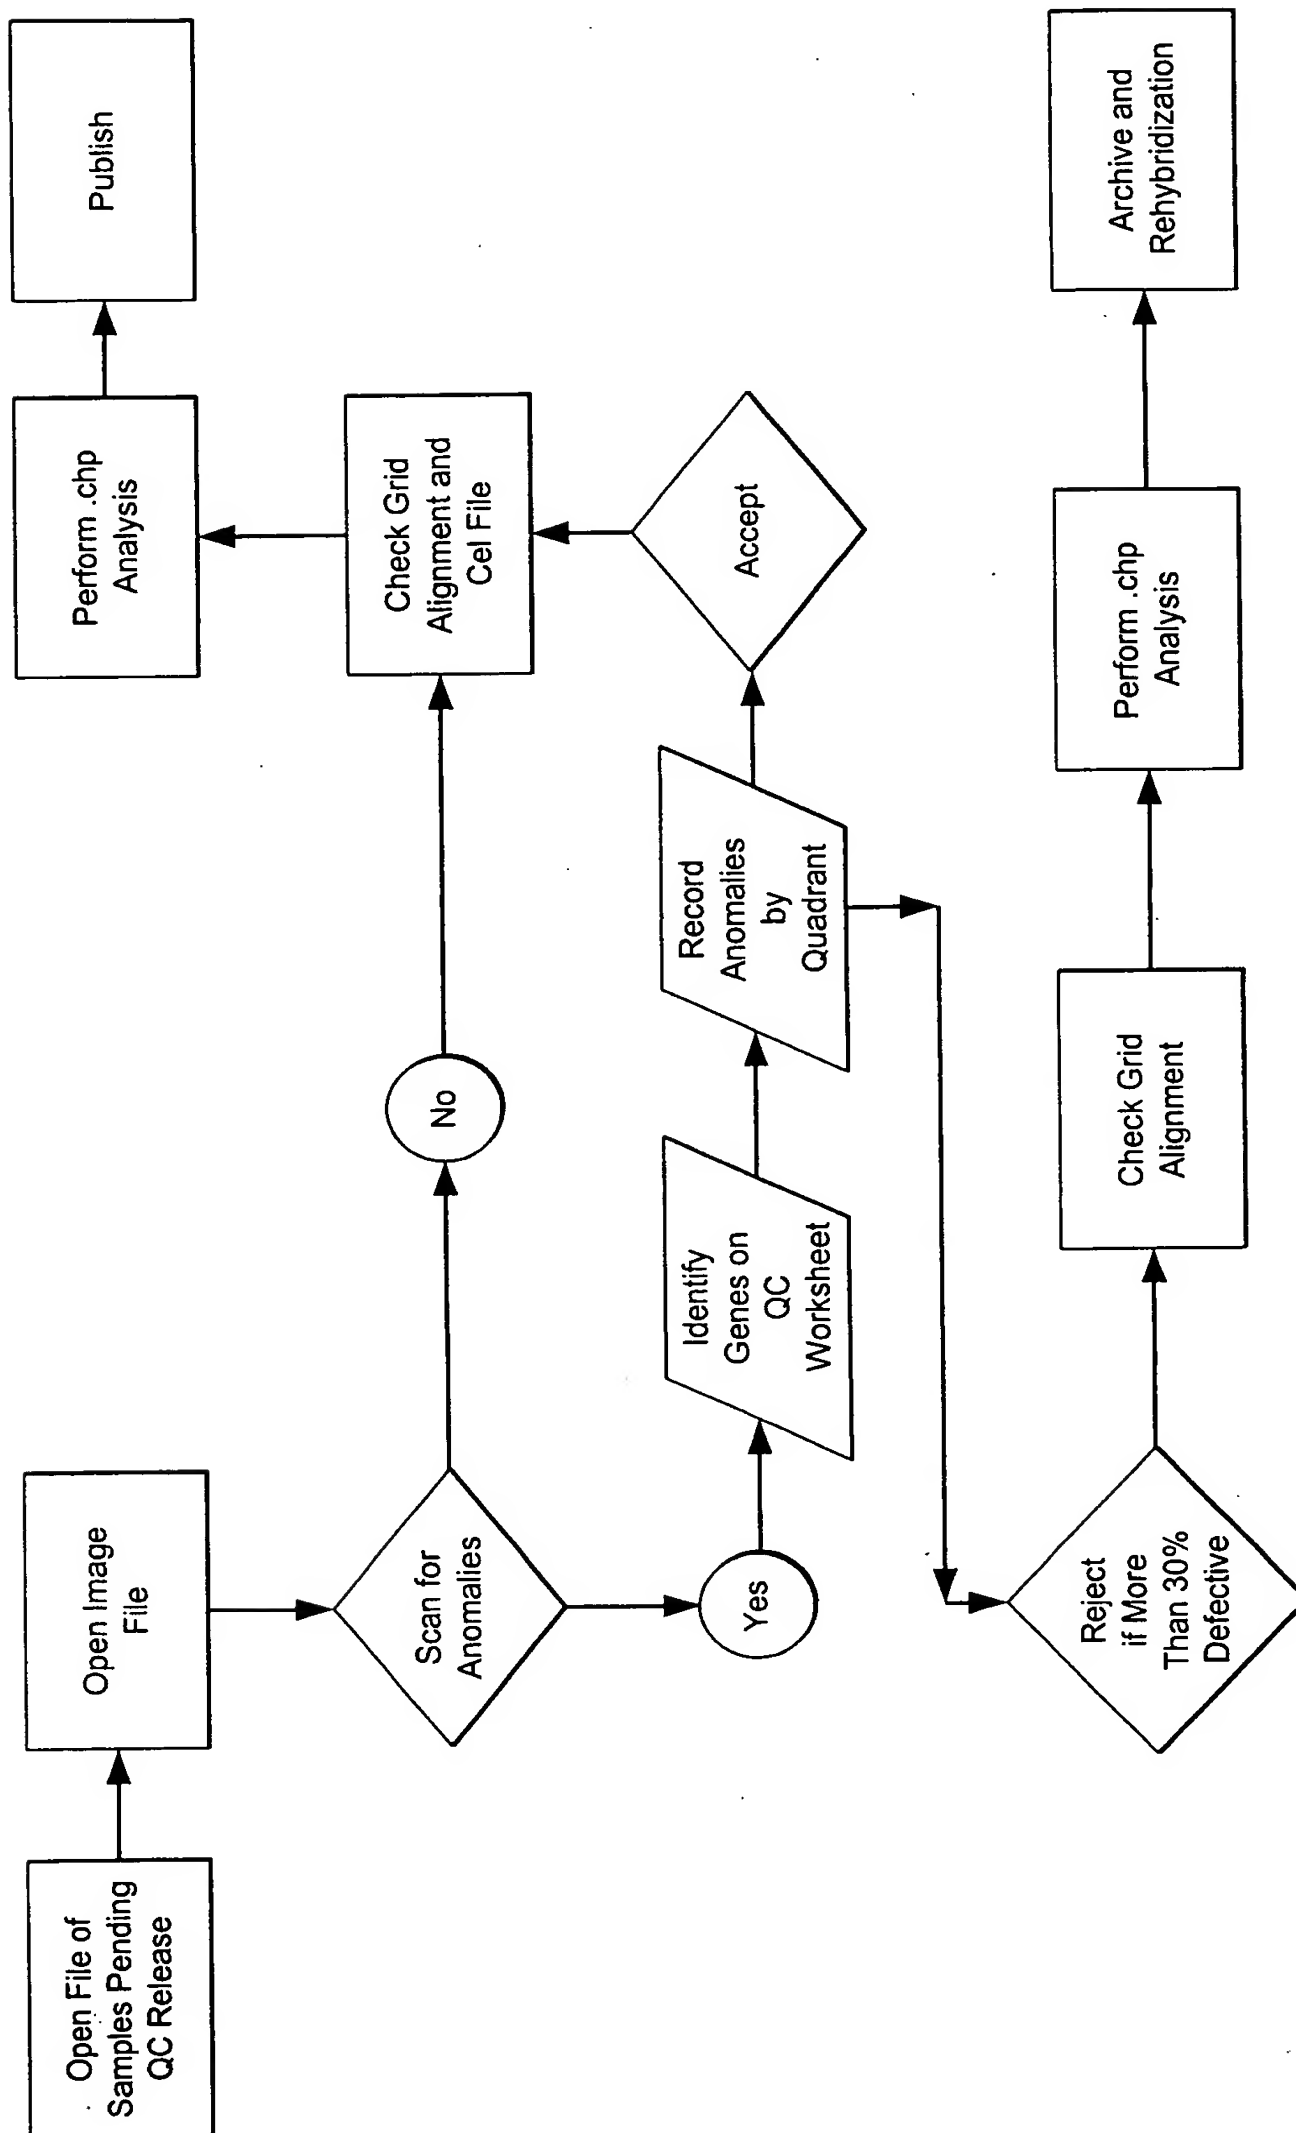 Open File of
Samples Pending
QC Release
Open Image
File
Scan for
Anomalies
No
Check Grid
Alignment and
Cel File
Perform .chp
Analysis
Publish
Yes
Identify
Genes on
QC
Worksheet
Record
Anomalies
by
Quadrant
Accept
Reject
if More
Than 30%
Defective
Check Grid
Alignment
Perform .chp
Analysis
Archive and
Rehybridization